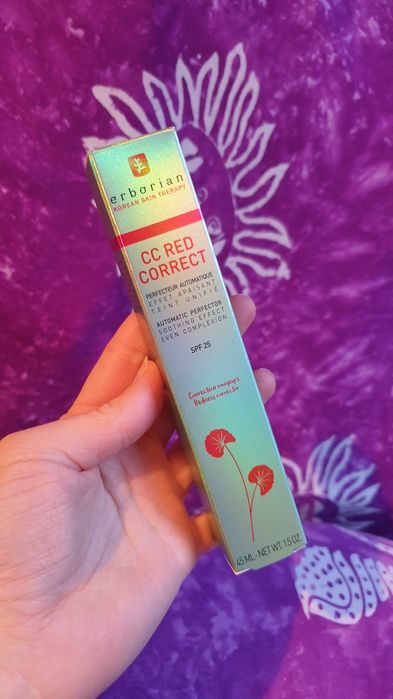 erborian
KOREAN SKIN THERAPY
CC RED
CORRECT
PERFECTEUR AUTOMATIQUE
EFFET APAISANT
TEINT UNIFIÉ
AUTOMATIC PERFECTOR
SOOTHING EFFECT
EVEN COMPLEXION
SPF 25
Correcteur rougeurs
Redness corrector
45 ML - NET WT. 1.5 OZ.